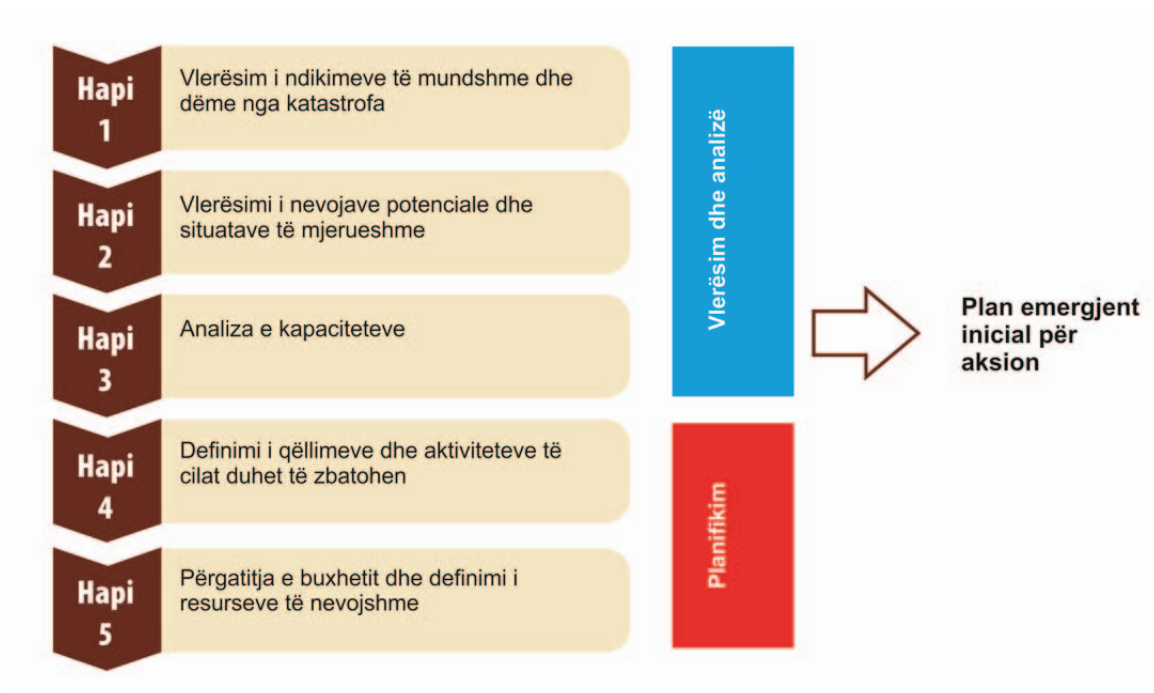 Hapi
1
Vlerësim i ndikimeve të mundshme dhe
dëme nga katastrofa
Hapi
2
Vlerësimi i nevojave potenciale dhe
situatave të mjerueshme
Hapi
3
Analiza e kapaciteteve
Hapi
4
Definimi i qëllimeve dhe aktiviteteve të
cilat duhet të zbatohen
Hapi
5
Përgatitja e buxhetit dhe definimi i
resurseve të nevojshme
Vlerësim dhe analizë
Planifikim
Plan emergjent
inicial për
aksion